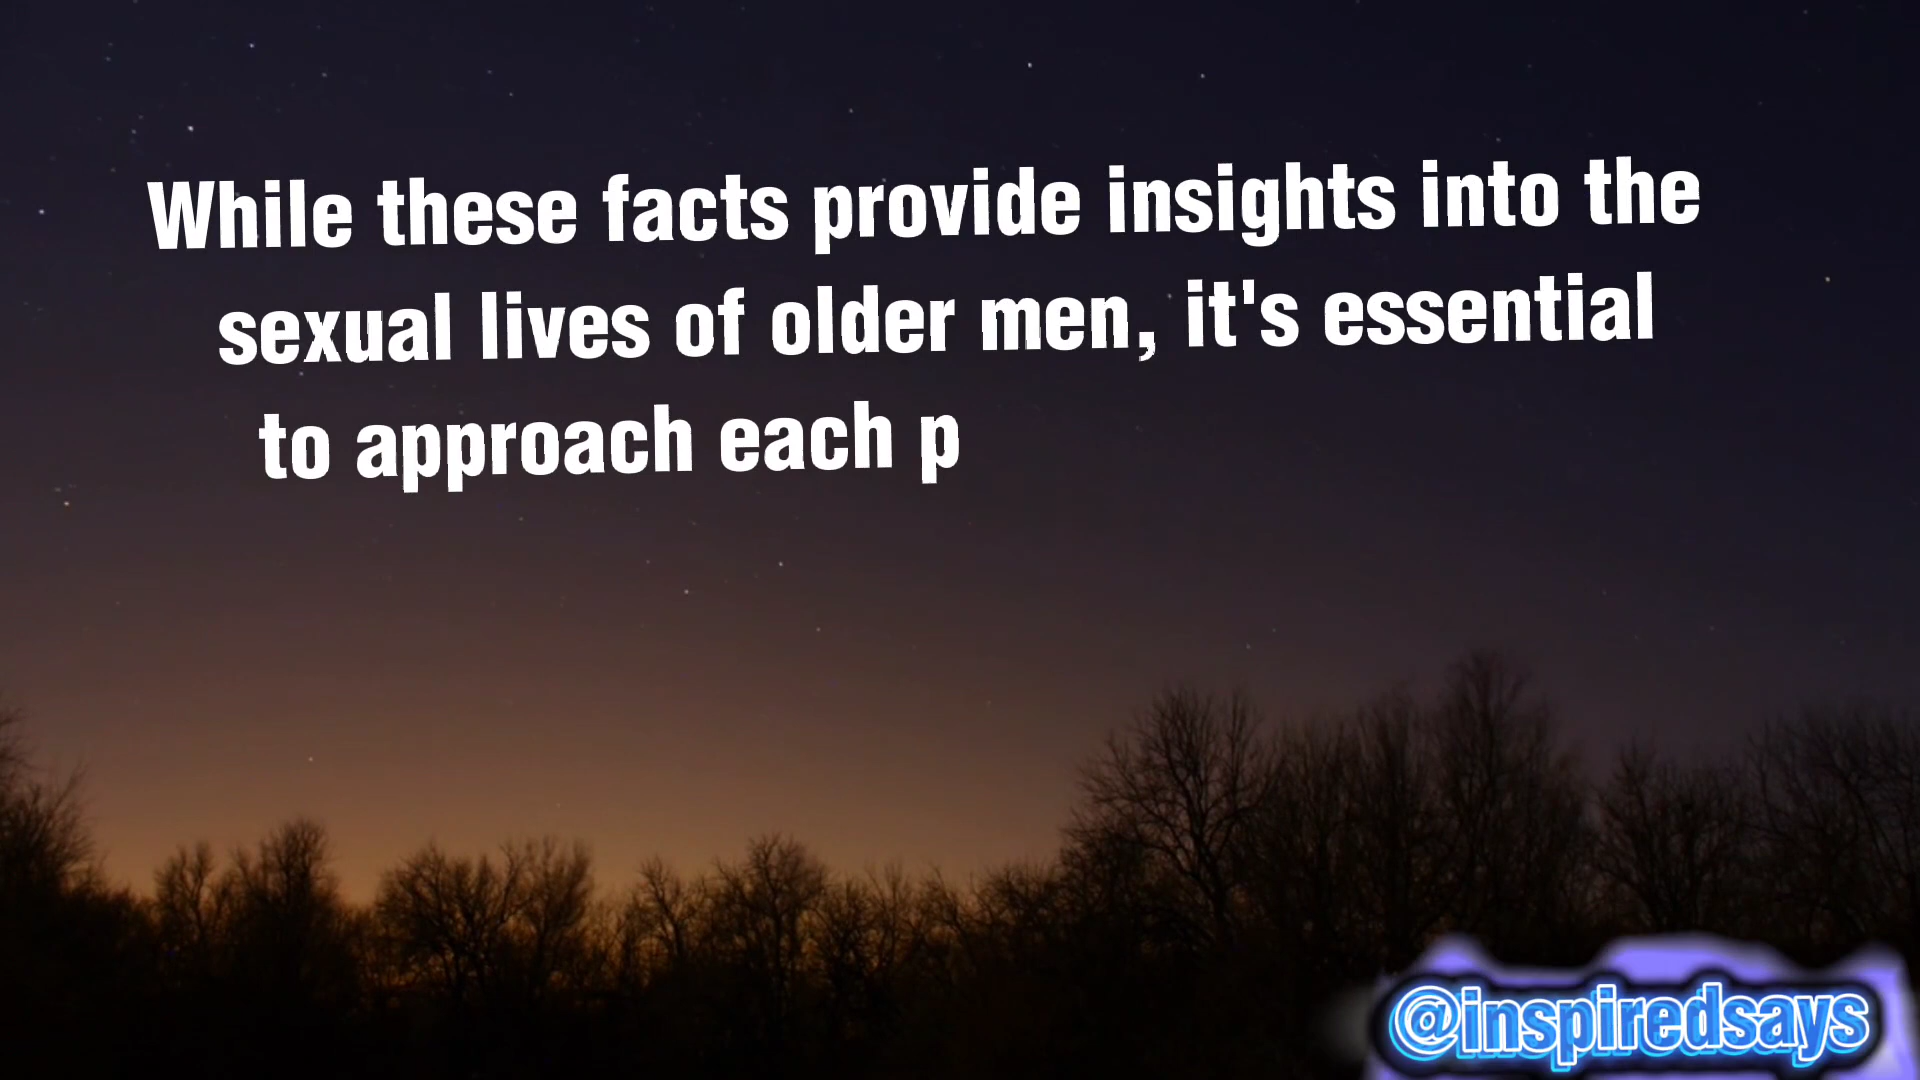 While these facts provide insights into the
sexual lives of older men, it's essential
to approach each p
@inspiredsays